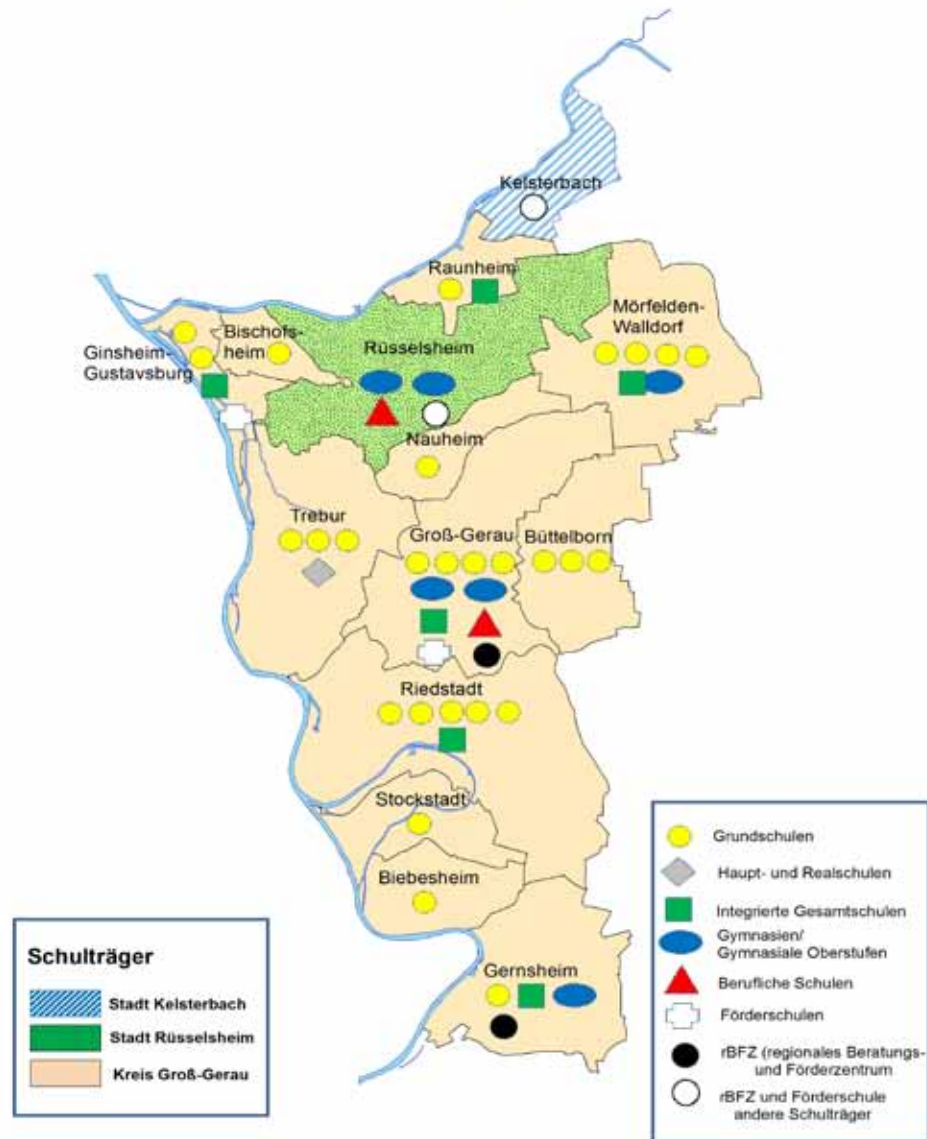 Kelsterbach
Raunheim
Mörfelden-
Walldorf
Bischofs-
heim
Rüsselsheim
Ginsheim-
Gustavsburg
Nauheim
Trebur
Groß-Gerau
Büttelborn
Riedstadt
Stockstadt
Biebesheim
Gernsheim
Schulträger
Stadt Kelsterbach
Stadt Rüsselsheim
Kreis Groß-Gerau
Grundschulen
Haupt- und Realschulen
Integrierte Gesamtschulen
Gymnasien/
Gymnasiale Oberstufen
Berufliche Schulen
Förderschulen
rBFZ (regionales Beratungs-
und Förderzentrum
rBFZ und Förderschule
andere Schulträger